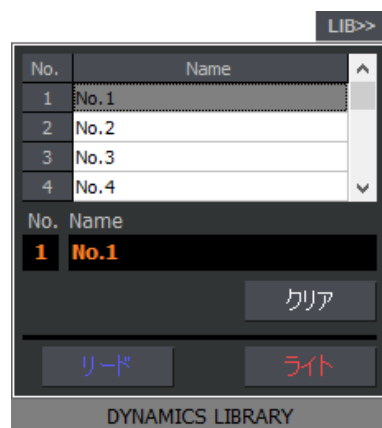 LIB>>
No. Name
1 No.1
2 No.2
3 No.3
4 No.4
No. Name
1 No.1
クリア
リード ライト
DYNAMICS LIBRARY